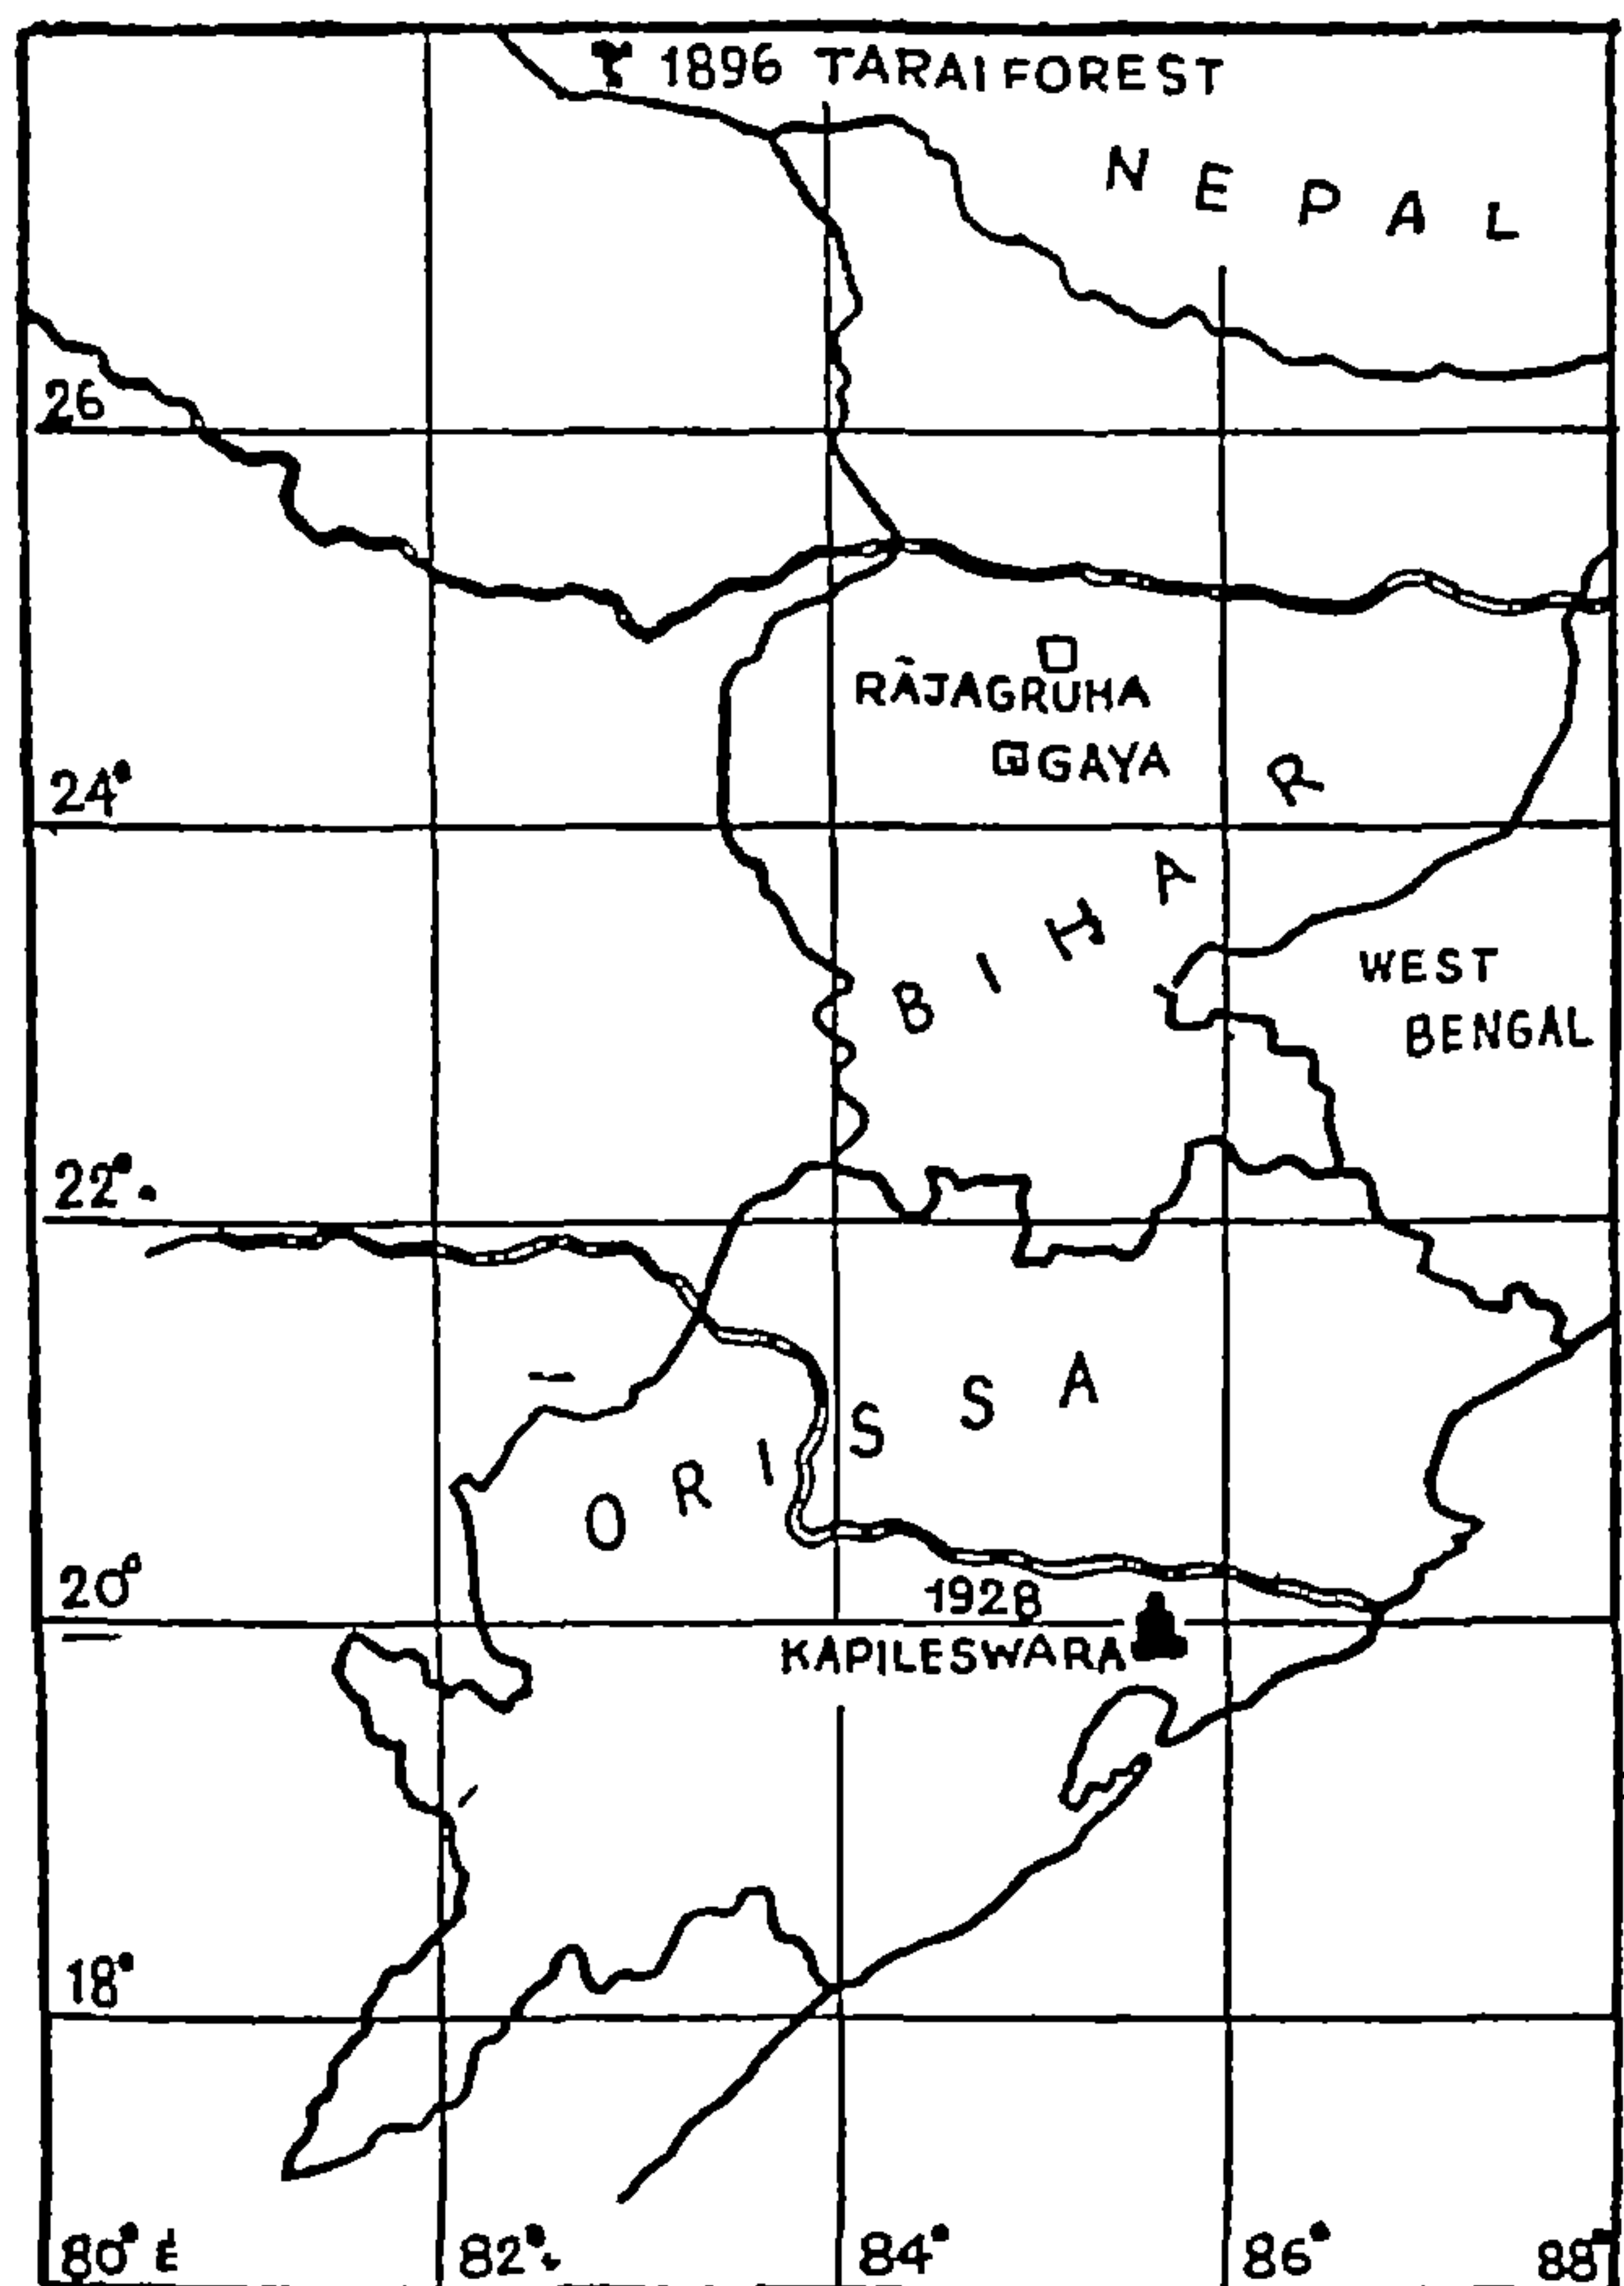 1896 TARAI FOREST
NEPAL
26
RĀJAGRUHA
GAYA
24°
BIHAR
WEST
BENGAL
22°
ORISSA
20°
1928
KAPILESWARA
18°
80° E
82°
84°
86°
88°